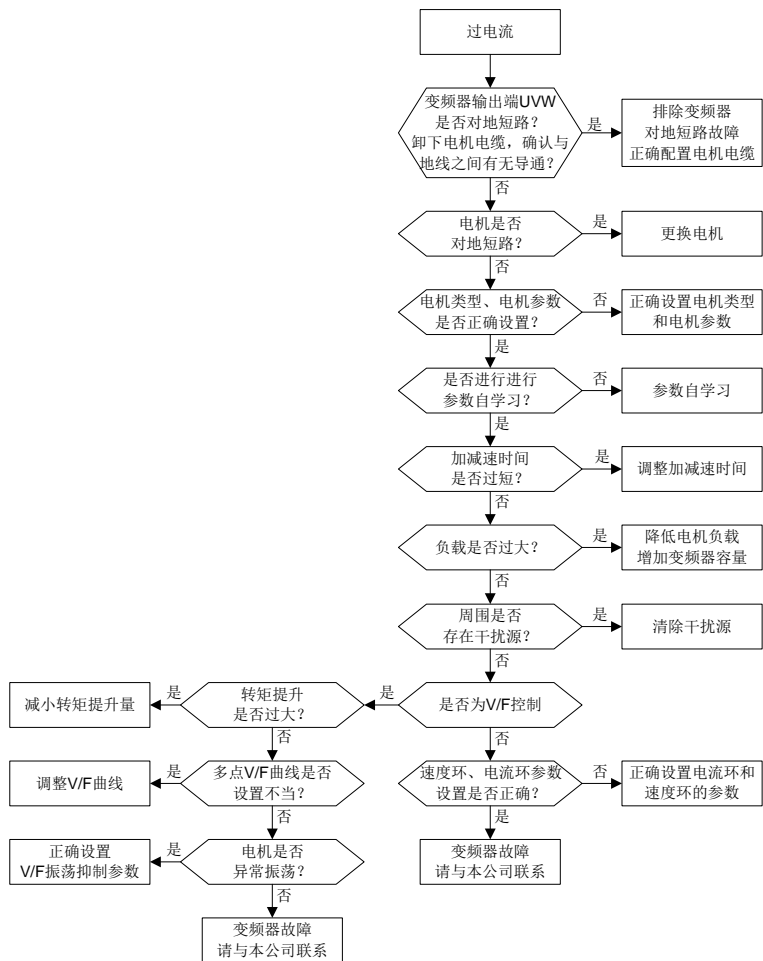 过电流
变频器输出端UVW
是否对地短路？
卸下电机电缆，确认与
地线之间有无导通？
是
排除变频器
对地短路故障
正确配置电机电缆
否
电机是否
对地短路？
是
更换电机
否
电机类型、电机参数
是否正确设置？
否
正确设置电机类型
和电机参数
是
是否进行进行
参数自学习？
否
参数自学习
是
加减速时间
是否过短？
是
调整加减速时间
否
负载是否过大？
是
降低电机负载
增加变频器容量
否
周围是否
存在干扰源？
是
清除干扰源
否
是否为V/F控制
是
转矩提升
是否过大？
是
减小转矩提升量
否
多点V/F曲线是否
设置不当？
是
调整V/F曲线
否
电机是否
异常振荡？
是
正确设置
V/F振荡抑制参数
否
变频器故障
请与本公司联系
否
速度环、电流环参数
设置是否正确？
否
正确设置电流环和
速度环的参数
是
变频器故障
请与本公司联系